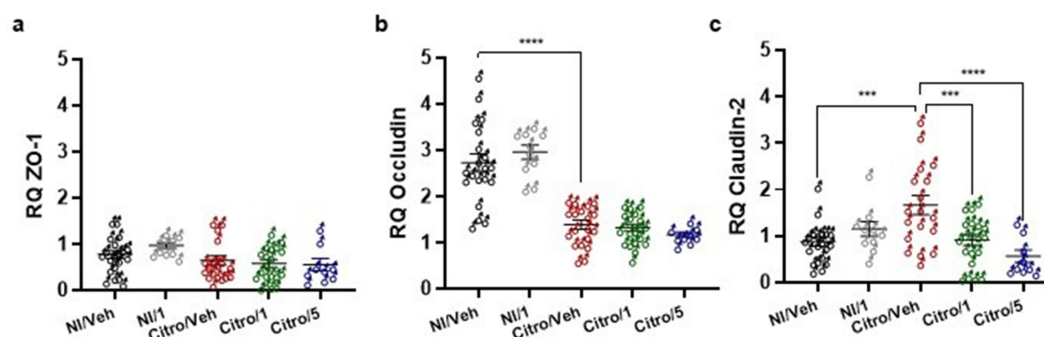 a
RQ ZO-1
5
4
3
2
1
0
NI/Veh
NI/1
Citro/Veh
Citro/1
Citro/5
b
RQ Occludin
5
4
3
2
1
0
****
NI/Veh
NI/1
Citro/Veh
Citro/1
Citro/5
c
RQ Claudin-2
5
4
3
2
1
0
***
****
***
NI/Veh
NI/1
Citro/Veh
Citro/1
Citro/5